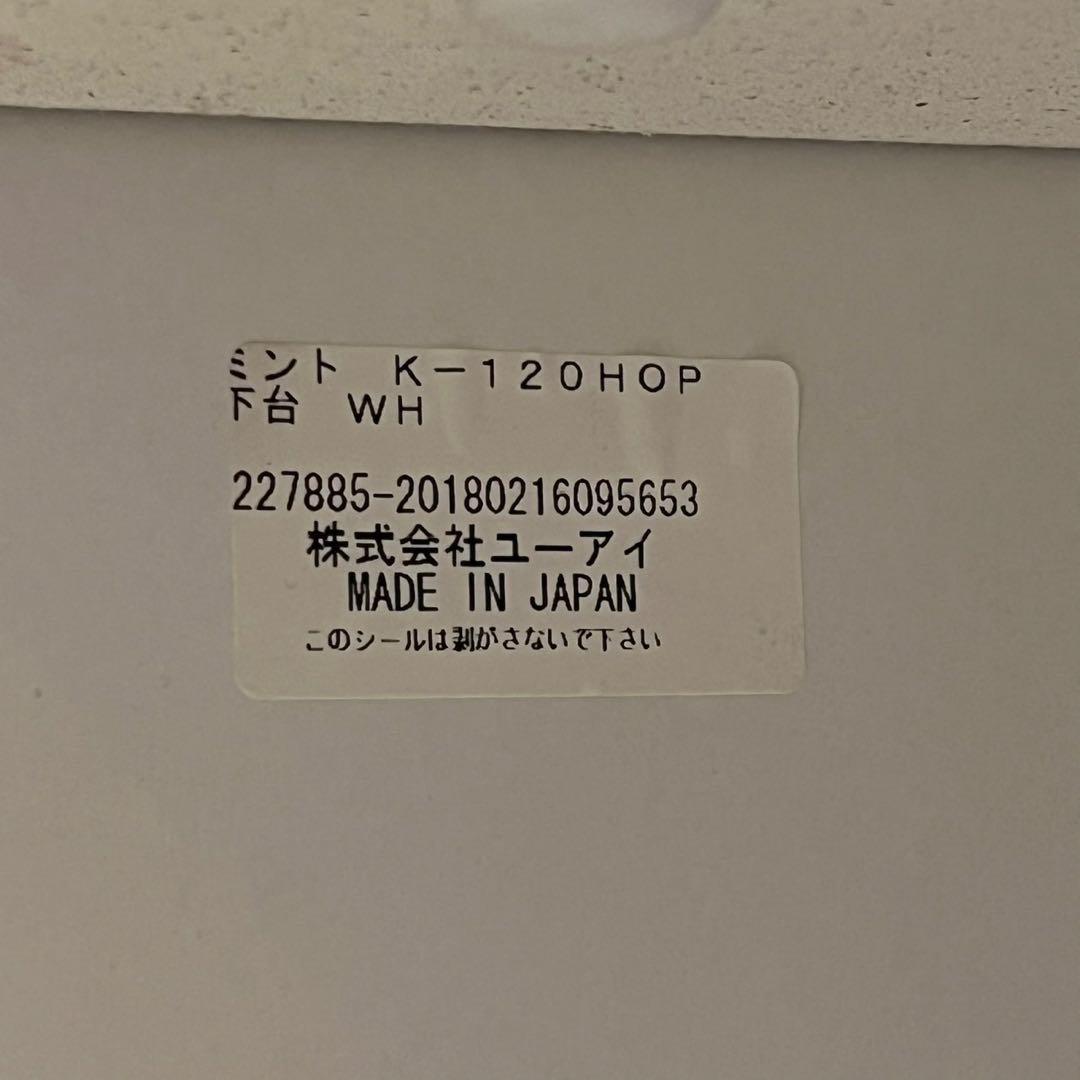 ミント　K－120HOP
下台　WH
227885-20180216095653
株式会社ユーアイ
MADE IN JAPAN
このシールは剥がさないで下さい